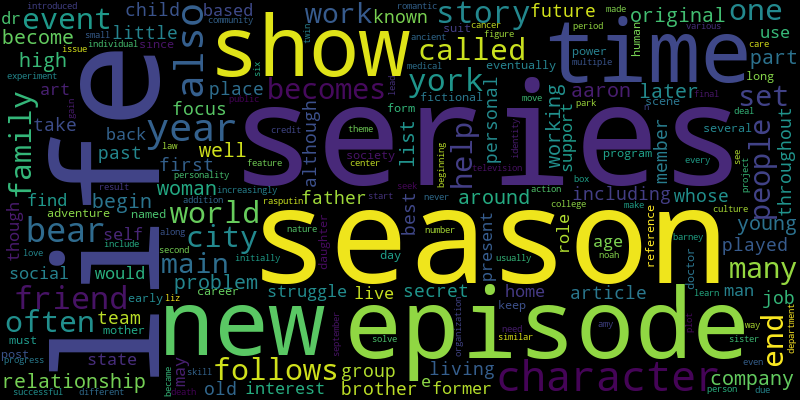 introduced
dr event
child based
work known
story future
made
original one
become
little
community
romantic
small since
also
show
suit cancer
figure
period
various
use
high
issue
individual
twin
called
ancient
power
human
care
part
experiment
place
six
medical
eventually
multiple
time
long
art
becomes
york
aaron later
set
gain
public
focus
although
form
fictional
move
park
scene
final
family
take
back
year
credit
theme
list
personal
working
support
several
deal
people
throughout
past
law
well
feature
center
society
help
beginning
television
identity
program
every
see
project
box
member
life
series
first
personality
woman
result
increasingly
seek
father
around
including whose
though
find
begin
addition
rasputin
start
best
never
action
college
make
culture
young
adventure
named
world
nature
season
number
role
age
reference
barney
played
bear
self
along
city
day
present
usually
noah
doctor
love
include
second
initially
daughter
main
many
social
would
problem
struggle live
secret
home article
learn
man
job
friend
early liz
career
september
keep
plot
way
department
often
team
new
episode
need
similar
amy
end
must
mother
solve
organization
sister
post
state
may
follows
group
living
character
even
company
progress
relationship
became
skill
old interest
brother
e former
lead
successful
different
death
person due